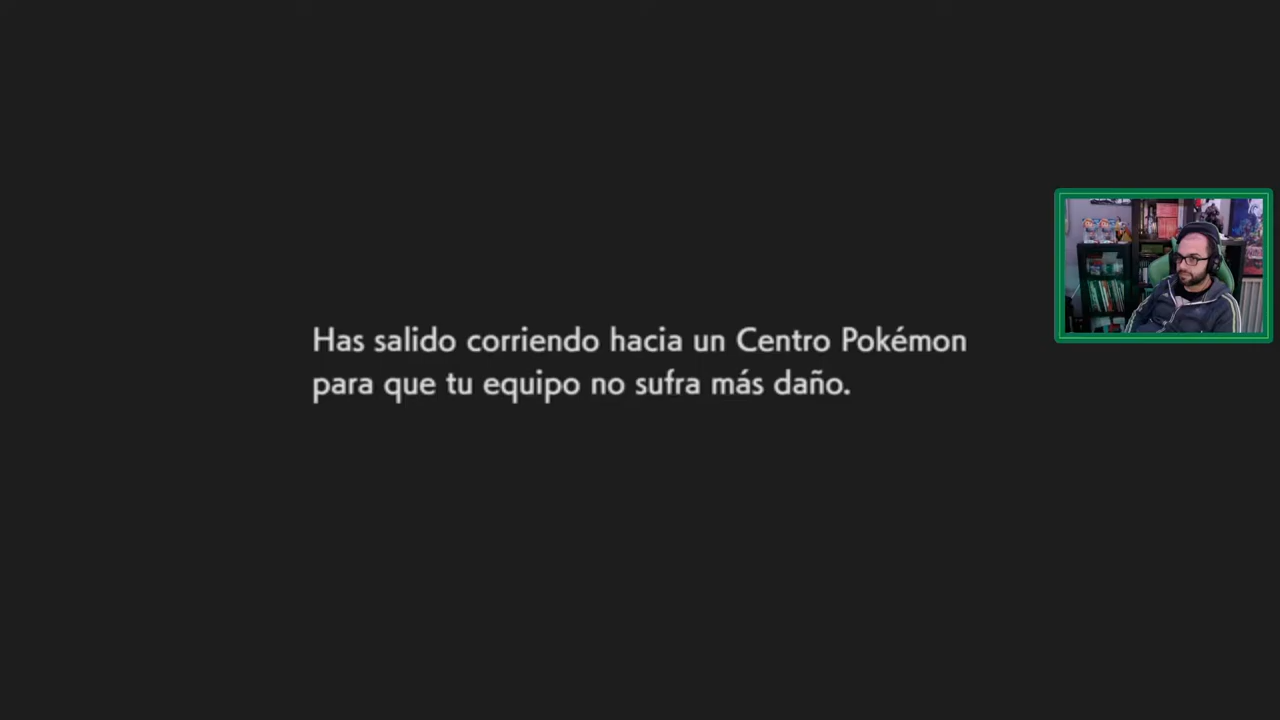 Has salido corriendo hacia un Centro Pokémon
para que tu equipo no sufra más daño.